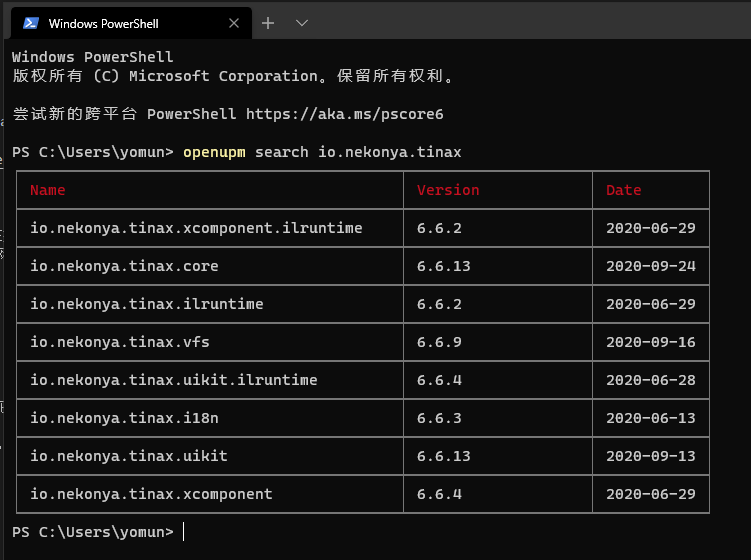 Windows PowerShell
Windows PowerShell
版权所有 (C) Microsoft Corporation。保留所有权利。
尝试新的跨平台 PowerShell https://aka.ms/pscore6
PS C:\Users\yomun> openupm search io.nekonya.tinax
Name Version Date
io.nekonya.tinax.xcomponent.ilruntime 6.6.2 2020-06-29
io.nekonya.tinax.core 6.6.13 2020-09-24
io.nekonya.tinax.ilruntime 6.6.2 2020-06-29
io.nekonya.tinax.vfs 6.6.9 2020-09-16
io.nekonya.tinax.uikit.ilruntime 6.6.4 2020-06-28
io.nekonya.tinax.i18n 6.6.3 2020-06-13
io.nekonya.tinax.uikit 6.6.13 2020-09-13
io.nekonya.tinax.xcomponent 6.6.4 2020-06-29
PS C:\Users\yomun>